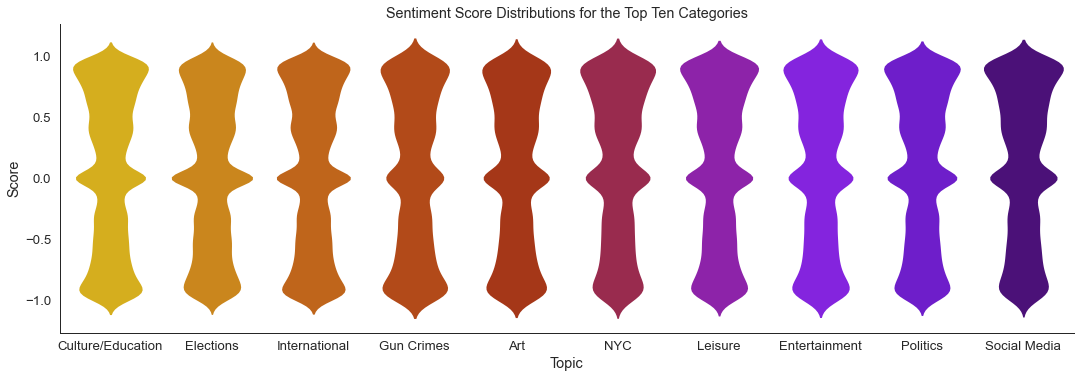 Sentiment Score Distributions for the Top Ten Categories
1.0
0.5
0.0
−0.5
−1.0
Score
Culture/Education Elections International Gun Crimes Art NYC Leisure Entertainment Politics Social Media
Topic